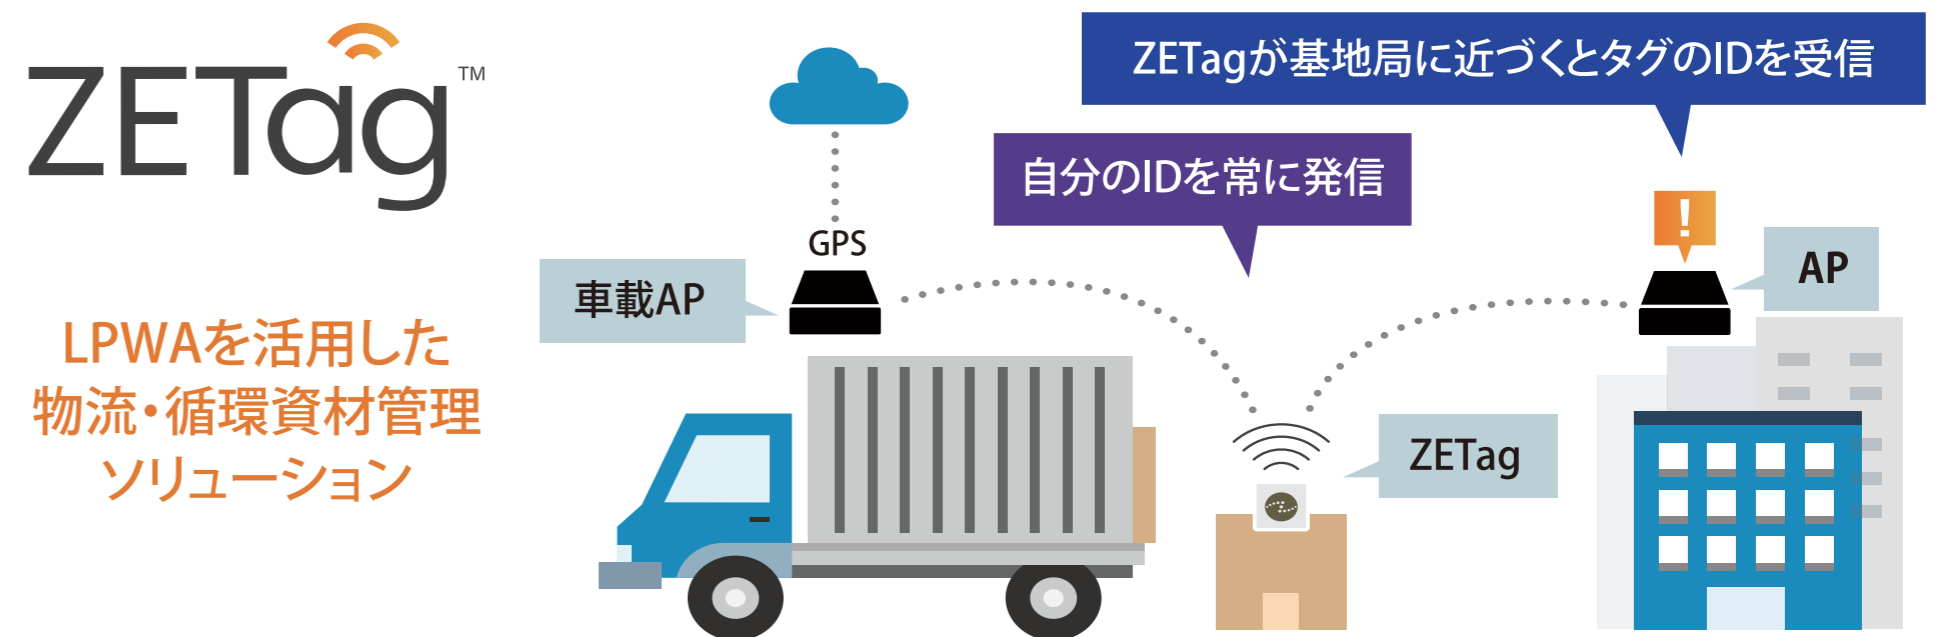 ZETag™
LPWAを活用した
物流・循環資材管理
ソリューション
ZETagが基地局に近づくとタグのIDを受信
自分のIDを常に発信
GPS
車載AP
!
AP
ZETag